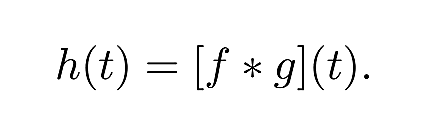 h(t) = [f * g](t).